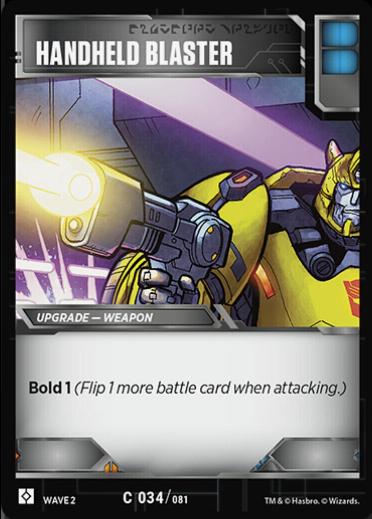 HANDHELD BLASTER
UPGRADE — WEAPON
Bold 1 (Flip 1 more battle card when attacking.)
WAVE 2 C 034/081 TM & © Hasbro. © Wizards.